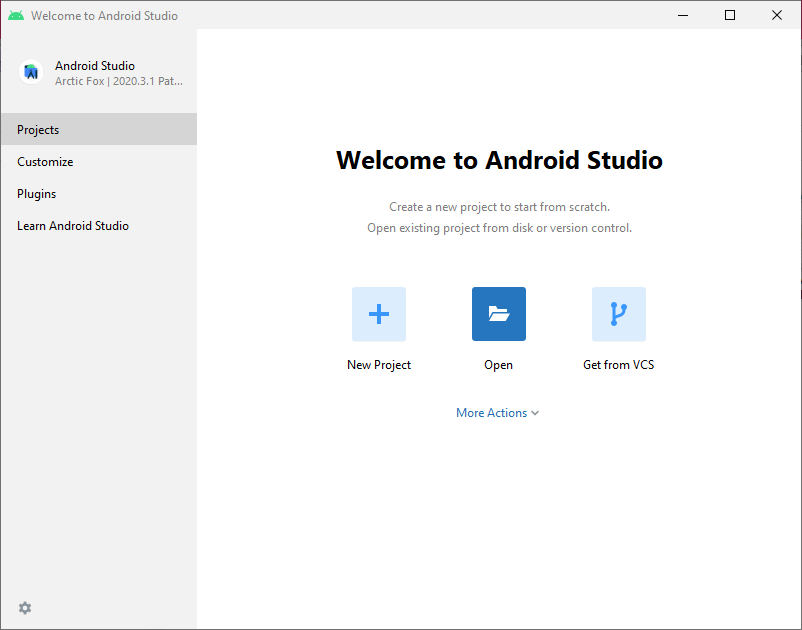 Welcome to Android Studio
Android Studio
Arctic Fox | 2020.3.1 Pat...
Projects
Customize
Plugins
Learn Android Studio
Welcome to Android Studio
Create a new project to start from scratch.
Open existing project from disk or version control.
New Project
Open
Get from VCS
More Actions